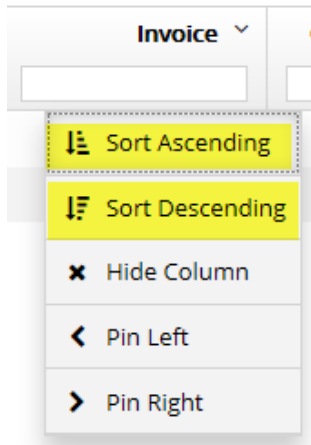 Invoice
Sort Ascending
Sort Descending
Hide Column
Pin Left
Pin Right